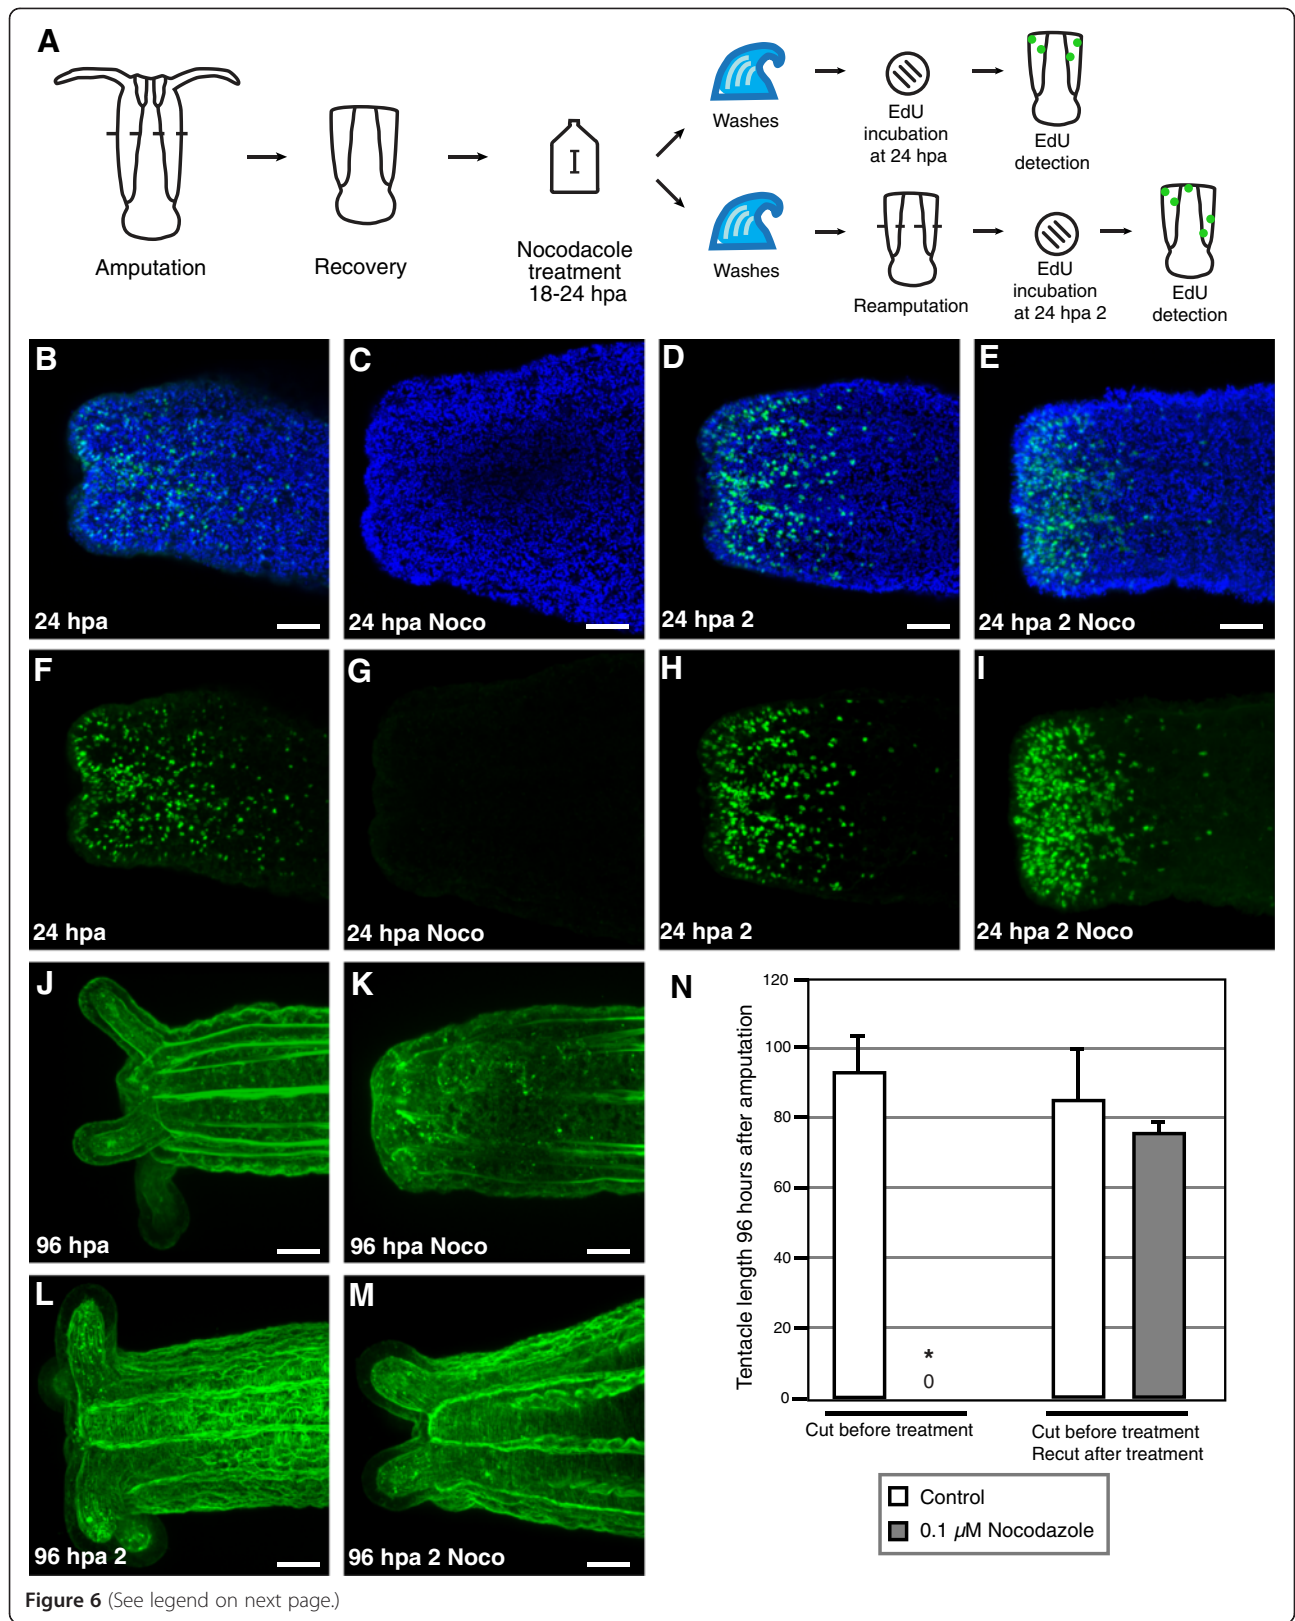 A
Amputation
Recovery
Nocodacole
treatment
18-24 hpa
Washes
EdU
incubation
at 24 hpa
EdU
detection
Washes
Reamputation
EdU
incubation
at 24 hpa 2
EdU
detection
B
24 hpa
C
24 hpa Noco
D
24 hpa 2
E
24 hpa 2 Noco
F
24 hpa
G
24 hpa Noco
H
24 hpa 2
I
24 hpa 2 Noco
J
96 hpa
K
96 hpa Noco
L
96 hpa 2
M
96 hpa 2 Noco
N
Tentacle length 96 hours after amputation
120
100
80
60
40
20
0
*
0
Cut before treatment
Cut before treatment
Recut after treatment
Control
0.1 µM Nocodazole
Figure 6 (See legend on next page.)